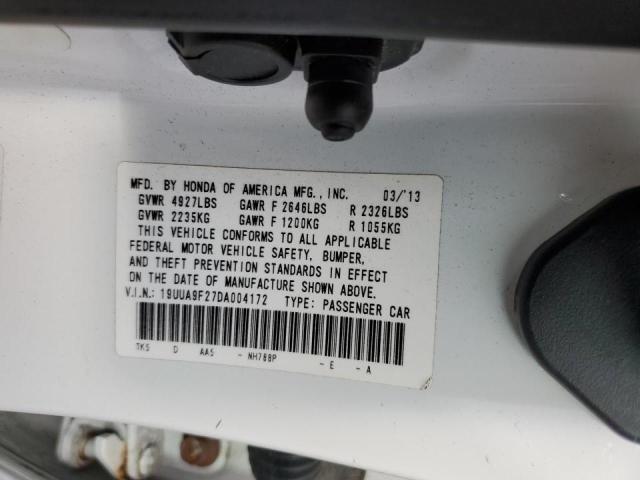 MFD. BY HONDA OF AMERICA MFG., INC. 03/'13
GVWR 4927LBS GAWR F 2646LBS R 2326LBS
GVWR 2235KG GAWR F 1200KG R 1055KG
THIS VEHICLE CONFORMS TO ALL APPLICABLE
FEDERAL MOTOR VEHICLE SAFETY, BUMPER,
AND THEFT PREVENTION STANDARDS IN EFFECT
ON THE DATE OF MANUFACTURE SHOWN ABOVE.
V.I.N.: 19UUA9F27DA004172 TYPE: PASSENGER CAR
TK5 D AA5 - NH788P - E - A